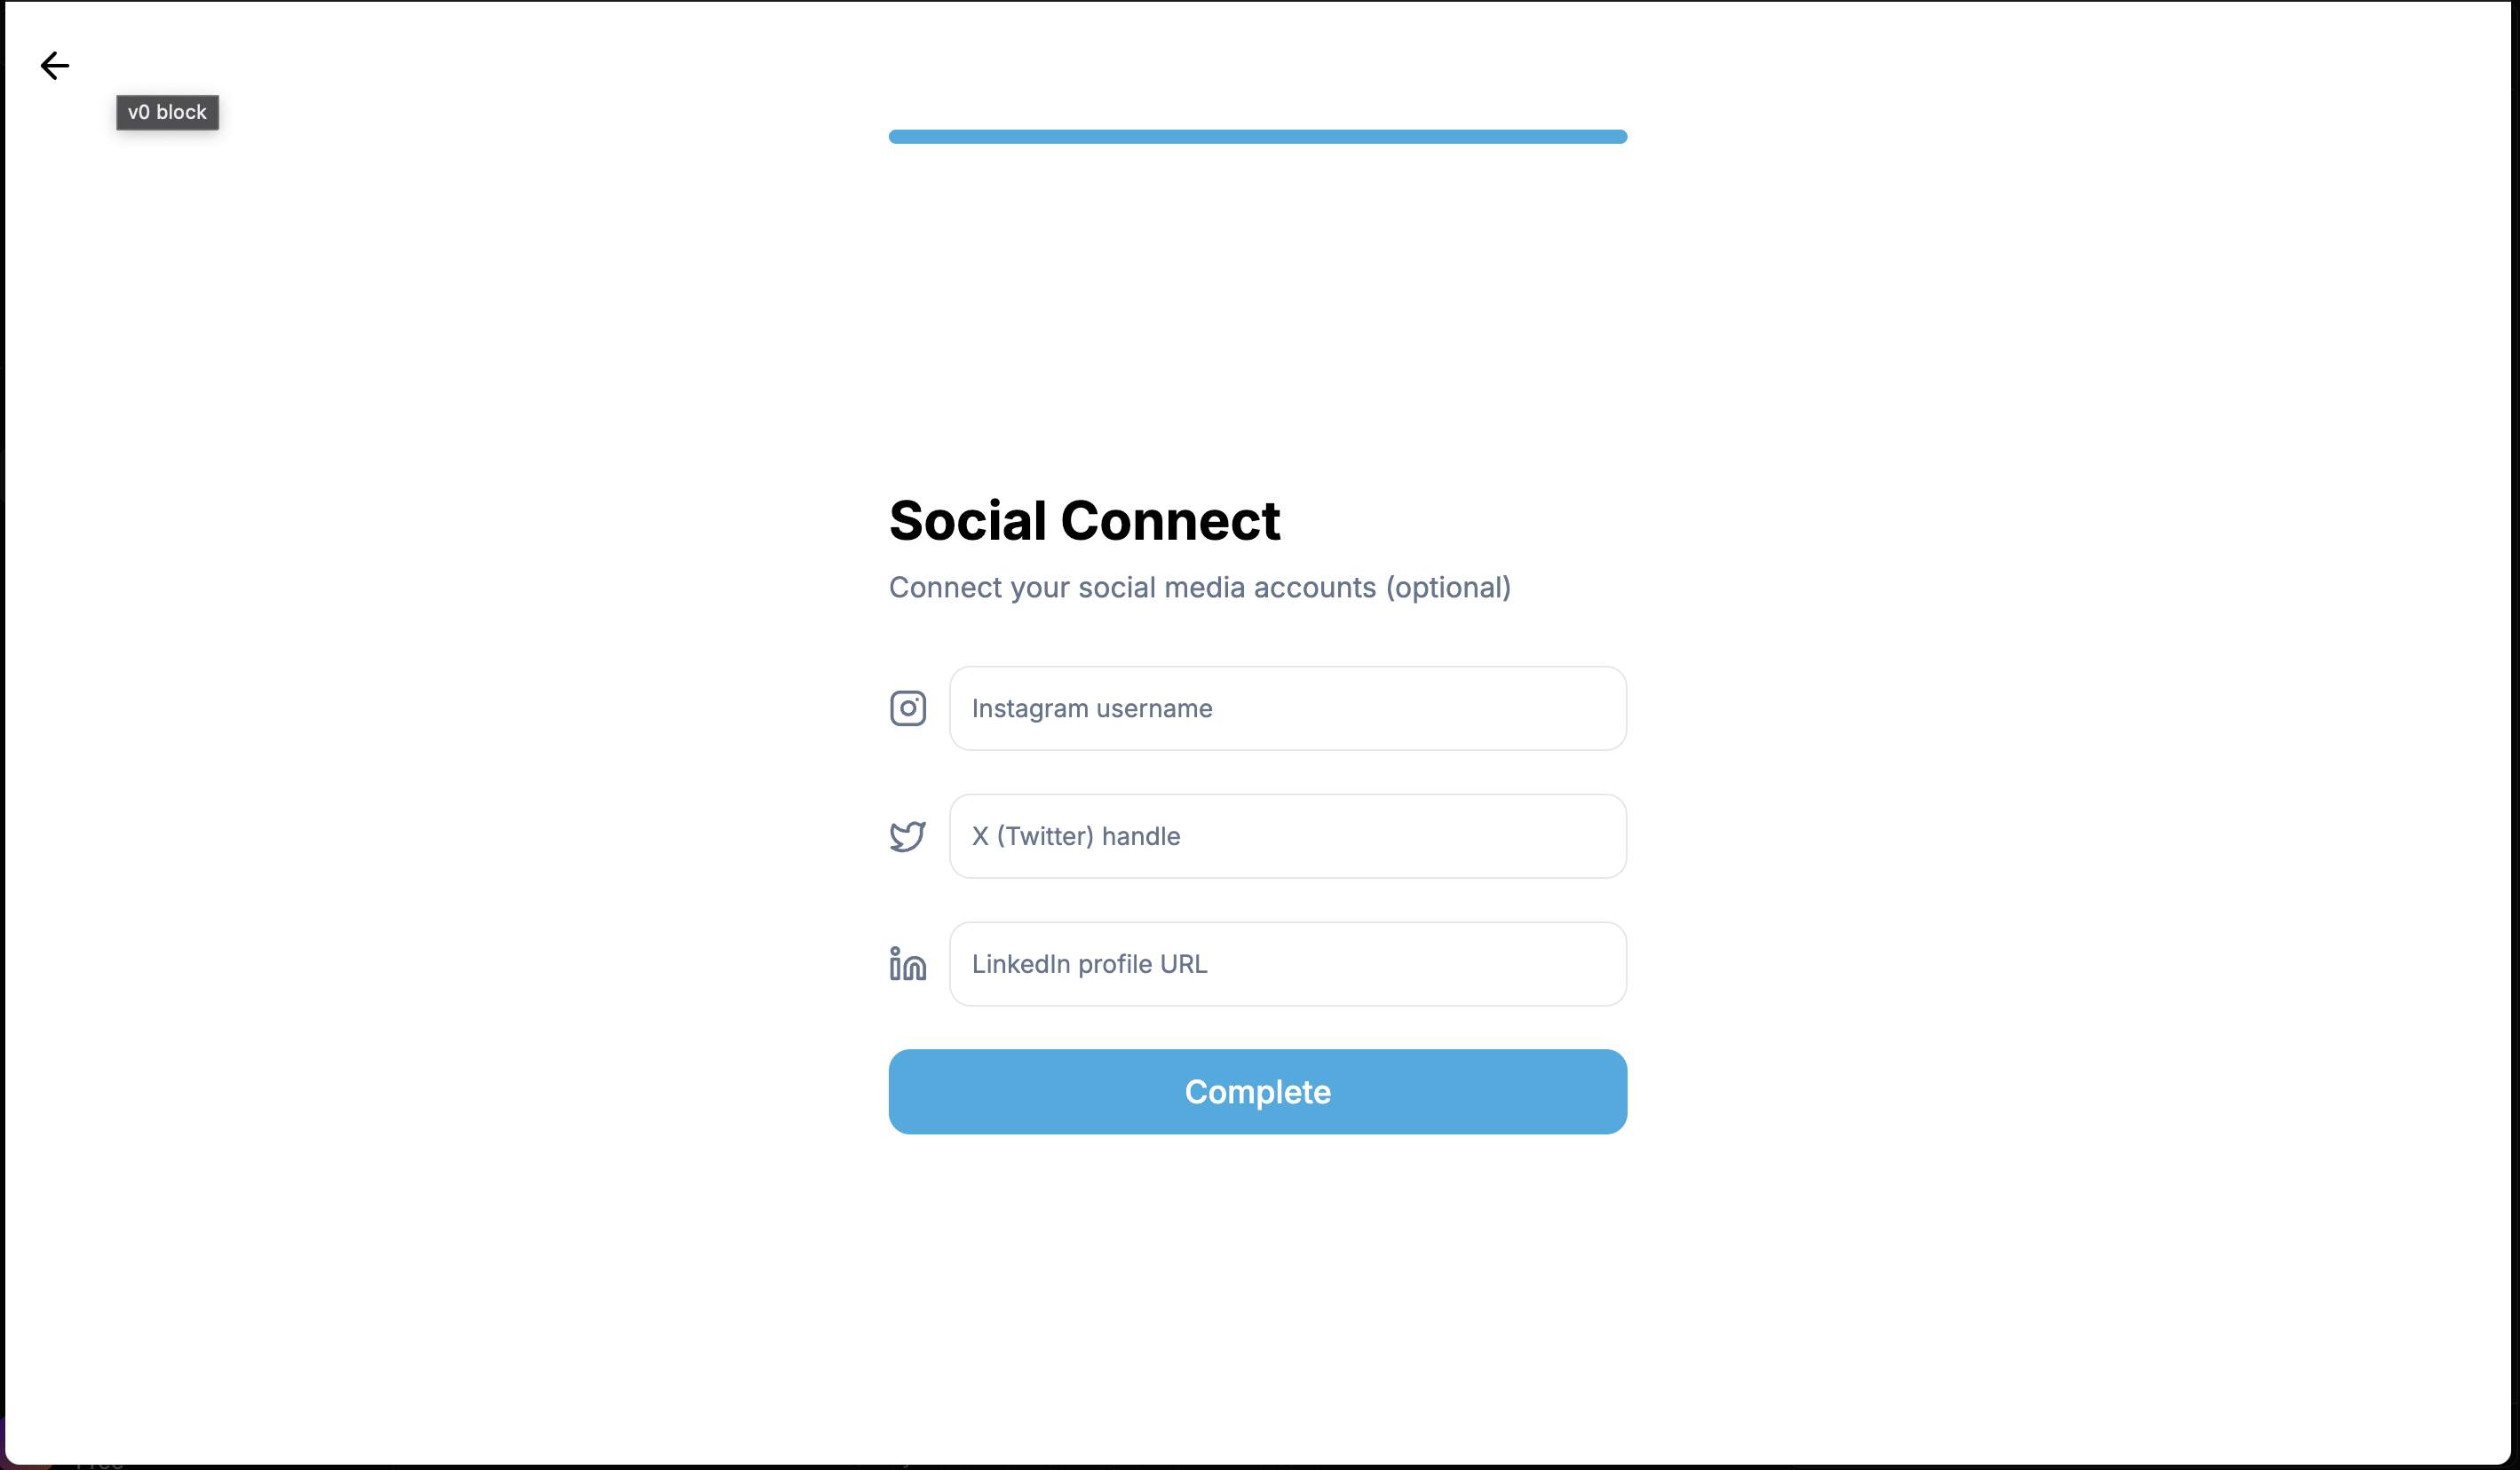 v0 block
Social Connect
Connect your social media accounts (optional)
Instagram username
X (Twitter) handle
LinkedIn profile URL
Complete